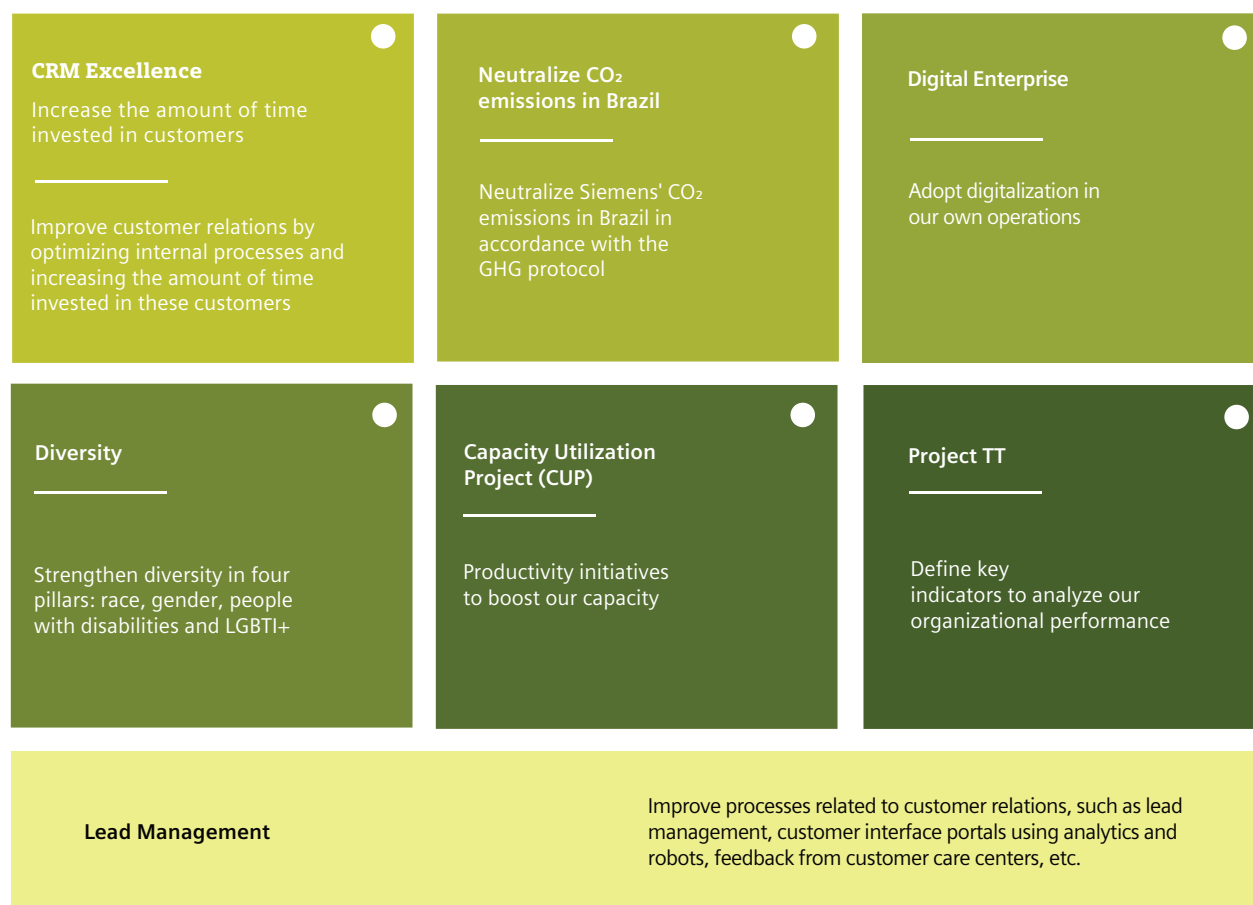 CRM Excellence
Increase the amount of time
invested in customers
Improve customer relations by
optimizing internal processes and
increasing the amount of time
invested in these customers
Neutralize CO₂
emissions in Brazil
Neutralize Siemens' CO₂
emissions in Brazil in
accordance with the
GHG protocol
Digital Enterprise
Adopt digitalization in
our own operations
Diversity
Strengthen diversity in four
pillars: race, gender, people
with disabilities and LGBTI+
Capacity Utilization
Project (CUP)
Productivity initiatives
to boost our capacity
Project TT
Define key
indicators to analyze our
organizational performance
Lead Management
Improve processes related to customer relations, such as lead
management, customer interface portals using analytics and
robots, feedback from customer care centers, etc.